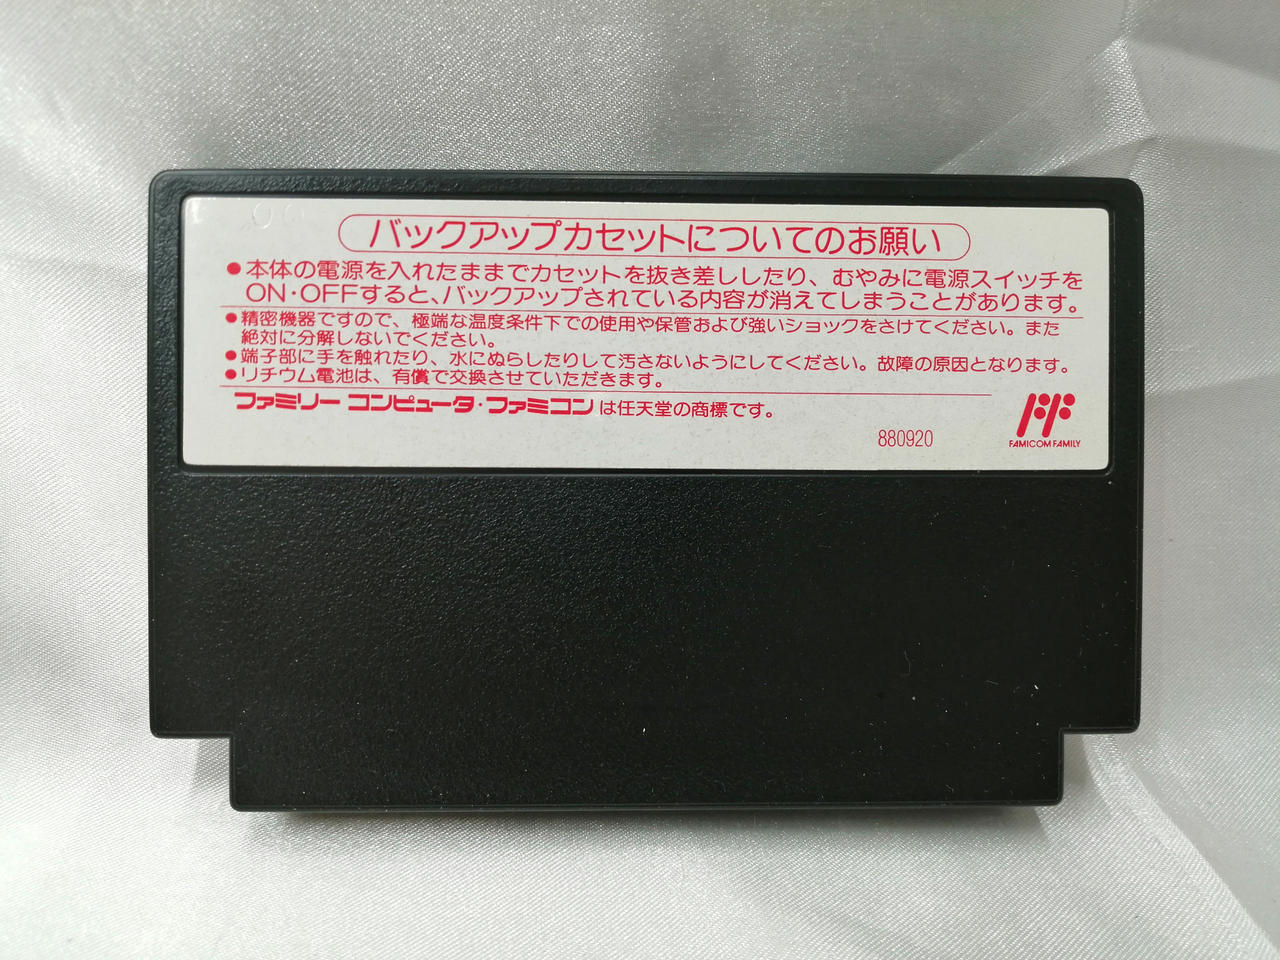 バックアップカセットについてのお願い
●本体の電源を入れたままでカセットを抜き差ししたり、むやみに電源スイッチを
ON・OFFすると、バックアップされている内容が消えてしまうことがあります。
●精密機器ですので、極端な温度条件下での使用や保管および強いショックをさけてください。また
絶対に分解しないでください。
●端子部に手を触れたり、水にぬらしたりして汚さないようにしてください。故障の原因となります。
●リチウム電池は、有償で交換させていただきます。
ファミリーコンピュータ・ファミコンは任天堂の商標です。
880920
FAMICOM FAMILY